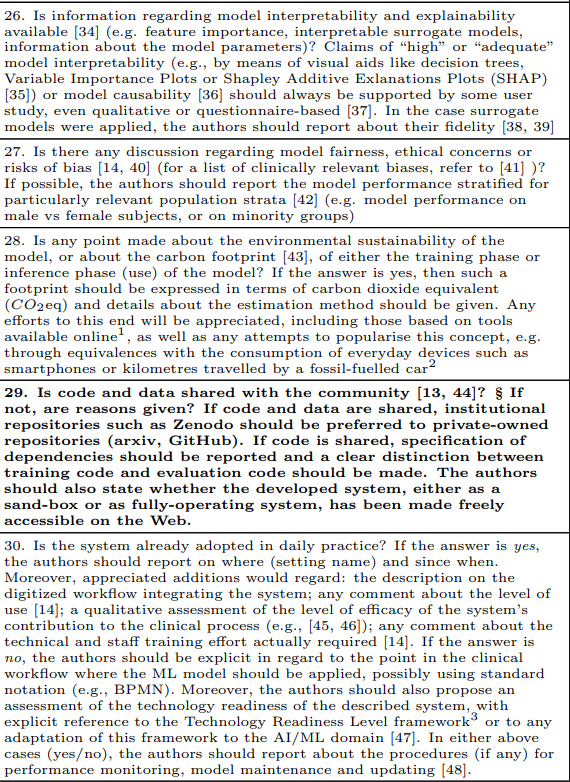 26. Is information regarding model interpretability and explainability
available [34] (e.g. feature importance, interpretable surrogate models,
information about the model parameters)? Claims of “high” or “adequate”
model interpretability (e.g., by means of visual aids like decision trees,
Variable Importance Plots or Shapley Additive Exlanations Plots (SHAP)
[35]) or model causability [36] should always be supported by some user
study, even qualitative or questionnaire-based [37]. In the case surrogate
models were applied, the authors should report about their fidelity [38, 39]
27. Is there any discussion regarding model fairness, ethical concerns or
risks of bias [14, 40] (for a list of clinically relevant biases, refer to [41] )?
If possible, the authors should report the model performance stratified for
particularly relevant population strata [42] (e.g. model performance on
male vs female subjects, or on minority groups)
28. Is any point made about the environmental sustainability of the
model, or about the carbon footprint [43], of either the training phase or
inference phase (use) of the model? If the answer is yes, then such a
footprint should be expressed in terms of carbon dioxide equivalent
(CO2eq) and details about the estimation method should be given. Any
efforts to this end will be appreciated, including those based on tools
available online1, as well as any attempts to popularise this concept, e.g.
through equivalences with the consumption of everyday devices such as
smartphones or kilometres travelled by a fossil-fuelled car2
29. Is code and data shared with the community [13, 44]? § If
not, are reasons given? If code and data are shared, institutional
repositories such as Zenodo should be preferred to private-owned
repositories (arxiv, GitHub). If code is shared, specification of
dependencies should be reported and a clear distinction between
training code and evaluation code should be made. The authors
should also state whether the developed system, either as a
sand-box or as fully-operating system, has been made freely
accessible on the Web.
30. Is the system already adopted in daily practice? If the answer is yes,
the authors should report on where (setting name) and since when.
Moreover, appreciated additions would regard: the description on the
digitized workflow integrating the system; any comment about the level of
use [14]; a qualitative assessment of the level of efficacy of the system’s
contribution to the clinical process (e.g., [45, 46]); any comment about the
technical and staff training effort actually required [14]. If the answer is
no, the authors should be explicit in regard to the point in the clinical
workflow where the ML model should be applied, possibly using standard
notation (e.g., BPMN). Moreover, the authors should also propose an
assessment of the technology readiness of the described system, with
explicit reference to the Technology Readiness Level framework3 or to any
adaptation of this framework to the AI/ML domain [47]. In either above
cases (yes/no), the authors should report about the procedures (if any) for
performance monitoring, model maintenance and updating [48].